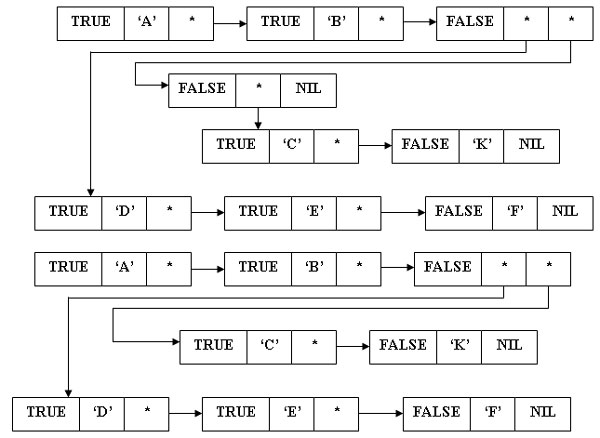 TRUE 'A' * TRUE 'B' * FALSE * *
FALSE * NIL
TRUE 'C' * FALSE 'K' NIL
TRUE 'D' * TRUE 'E' * FALSE 'F' NIL
TRUE 'A' * TRUE 'B' * FALSE * *
TRUE 'C' * FALSE 'K' NIL
TRUE 'D' * TRUE 'E' * FALSE 'F' NIL